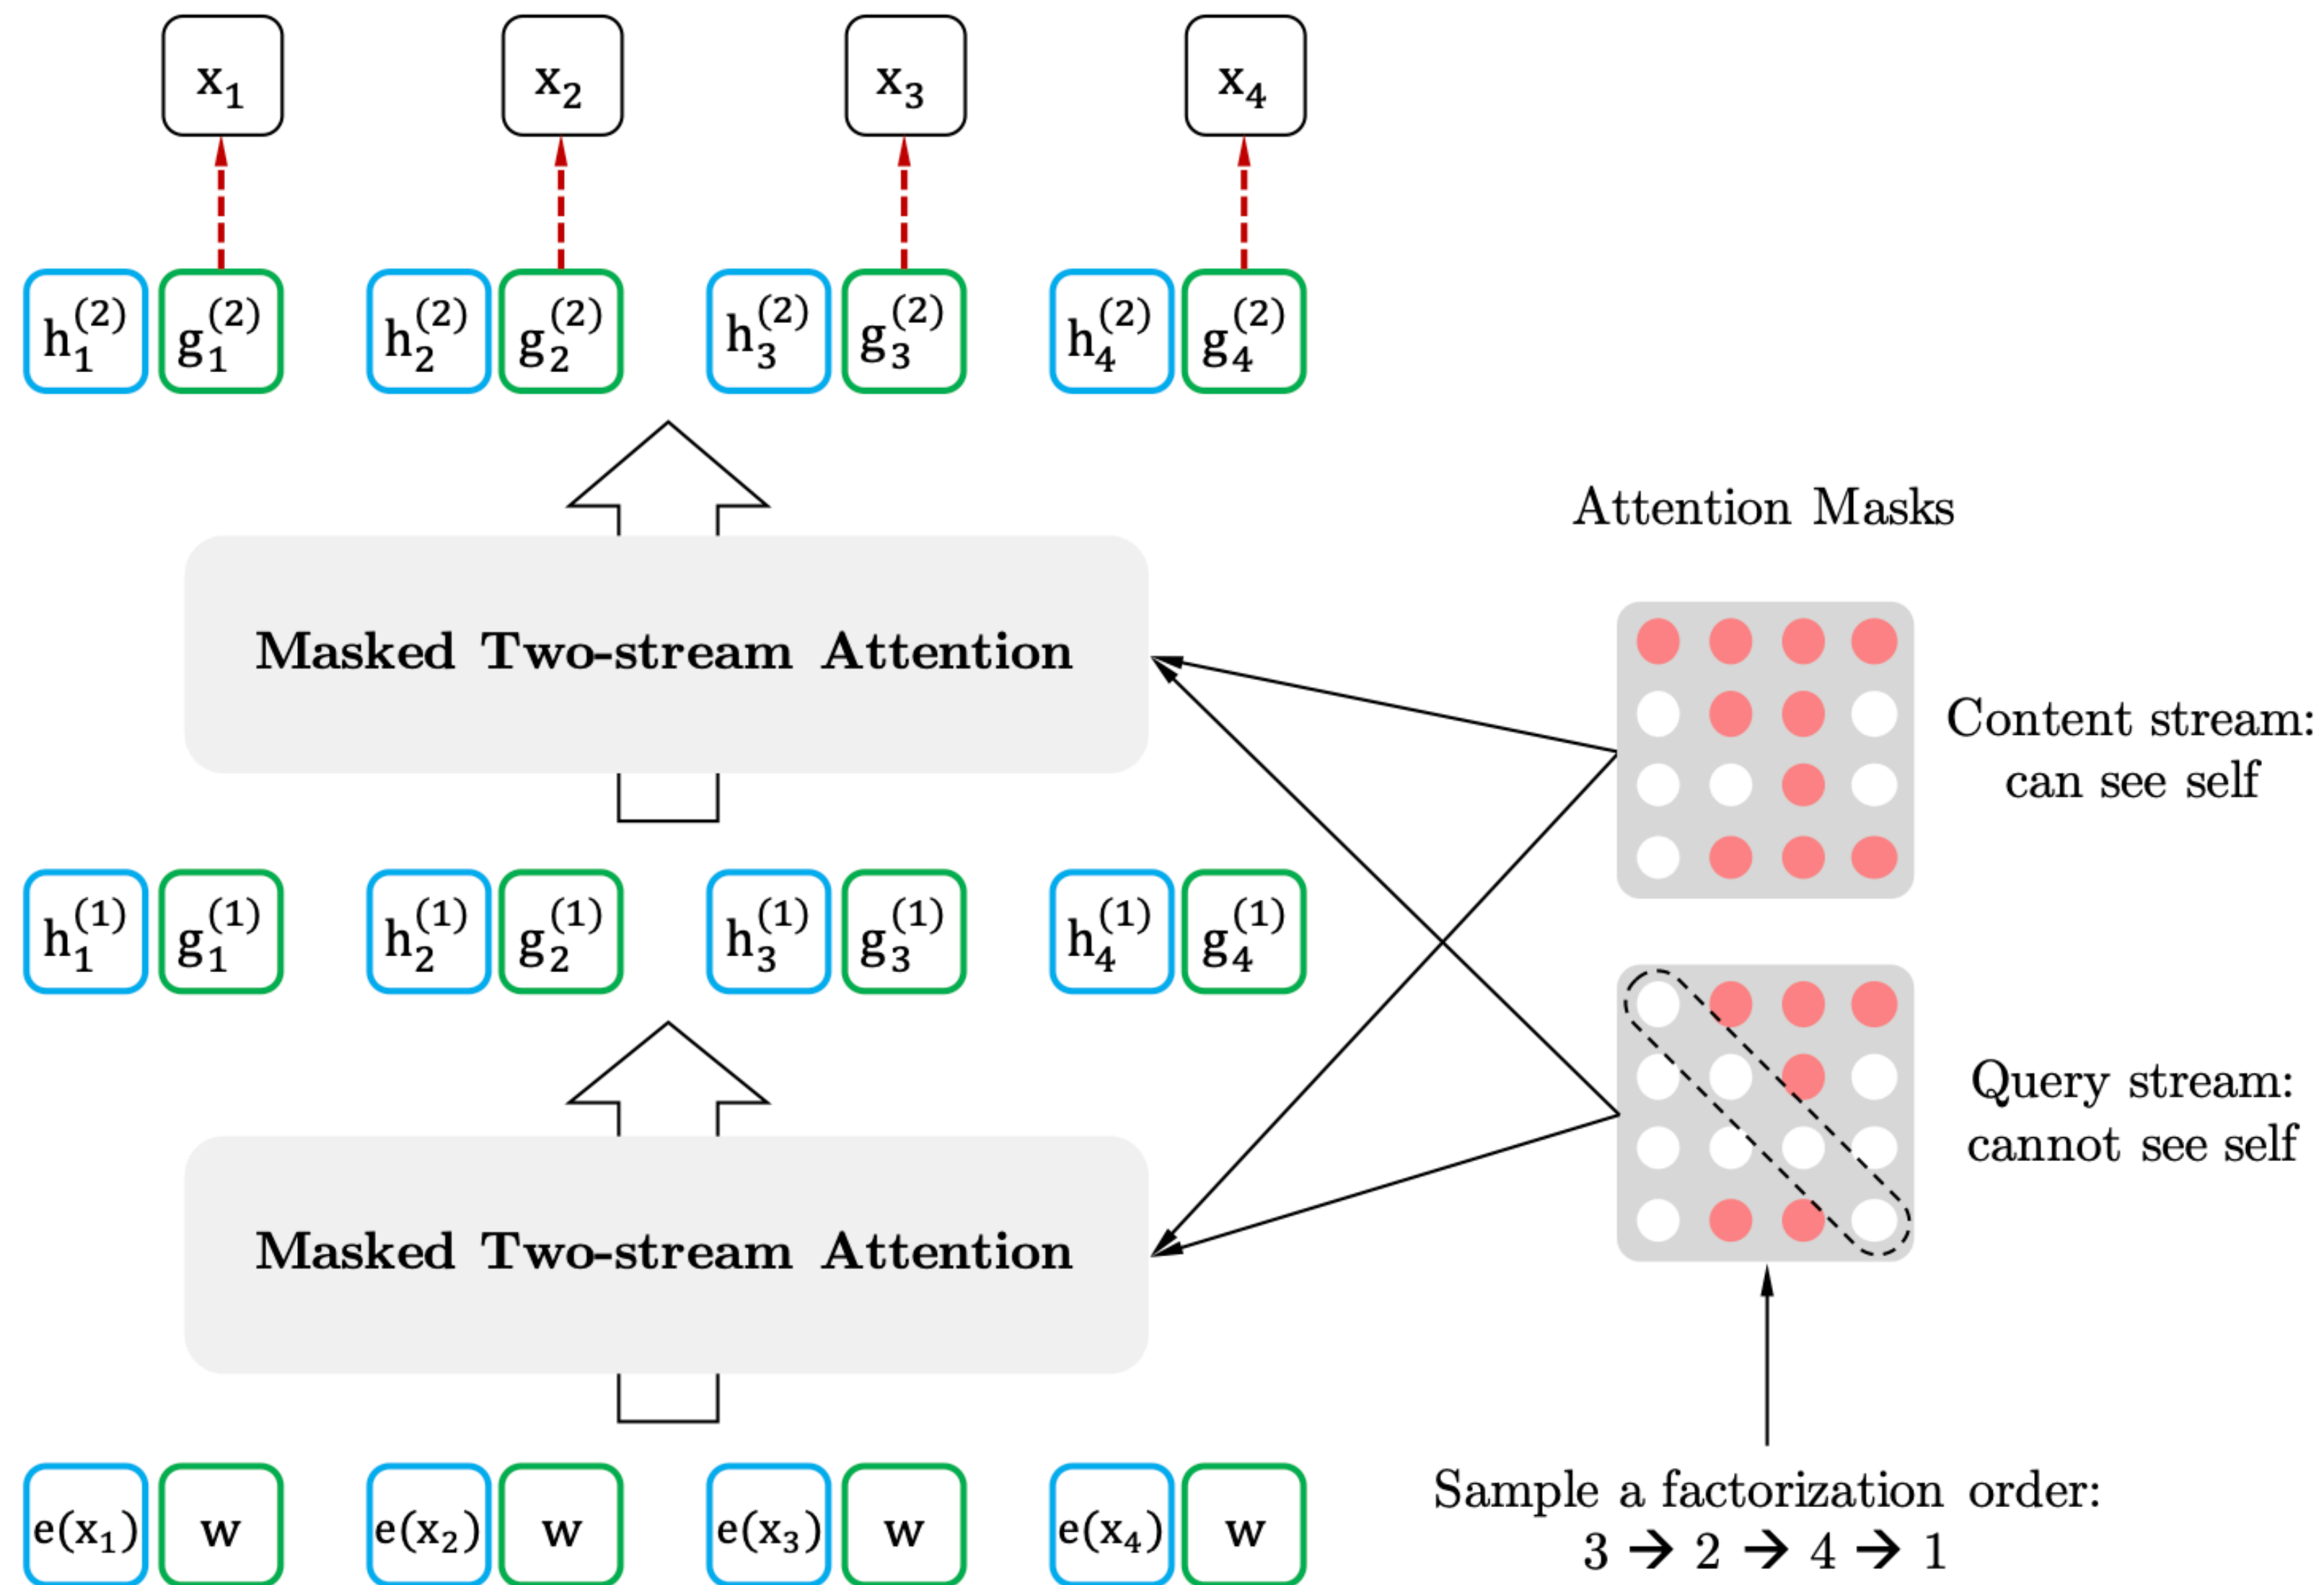 x₁ x₂ x₃ x₄
h₁⁽²⁾ g₁⁽²⁾ h₂⁽²⁾ g₂⁽²⁾ h₃⁽²⁾ g₃⁽²⁾ h₄⁽²⁾ g₄⁽²⁾
Attention Masks
Masked Two-stream Attention
Content stream:
can see self
h₁⁽¹⁾ g₁⁽¹⁾ h₂⁽¹⁾ g₂⁽¹⁾ h₃⁽¹⁾ g₃⁽¹⁾ h₄⁽¹⁾ g₄⁽¹⁾
Query stream:
cannot see self
Masked Two-stream Attention
Sample a factorization order:
3 → 2 → 4 → 1
e(x₁) w e(x₂) w e(x₃) w e(x₄) w